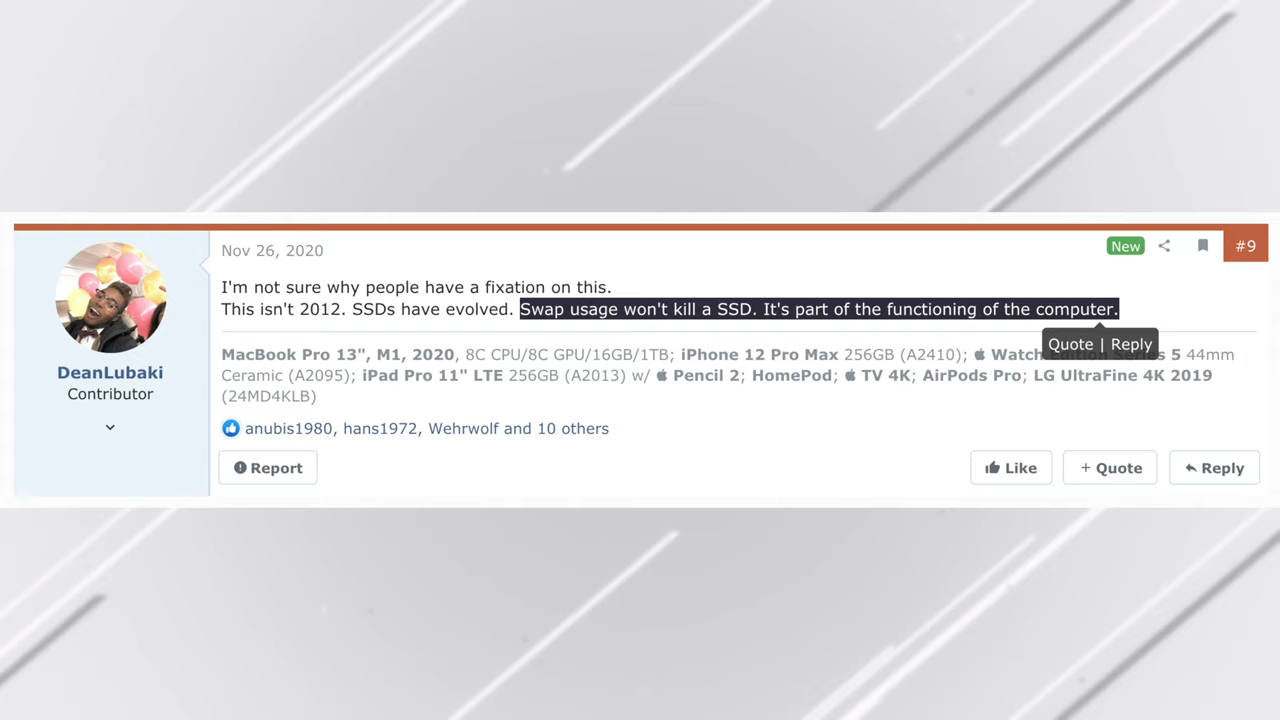 Nov 26, 2020
New
#9
I'm not sure why people have a fixation on this.
This isn't 2012. SSDs have evolved. Swap usage won't kill a SSD. It's part of the functioning of the computer.
Quote | Reply
MacBook Pro 13", M1, 2020, 8C CPU/8C GPU/16GB/1TB; iPhone 12 Pro Max 256GB (A2410);  Watch Edition Series 5 44mm
Ceramic (A2095); iPad Pro 11" LTE 256GB (A2013) w/  Pencil 2; HomePod;  TV 4K; AirPods Pro; LG UltraFine 4K 2019
(24MD4KLB)
DeanLubaki
Contributor
anubis1980, hans1972, Wehrwolf and 10 others
Report
Like
+ Quote
Reply